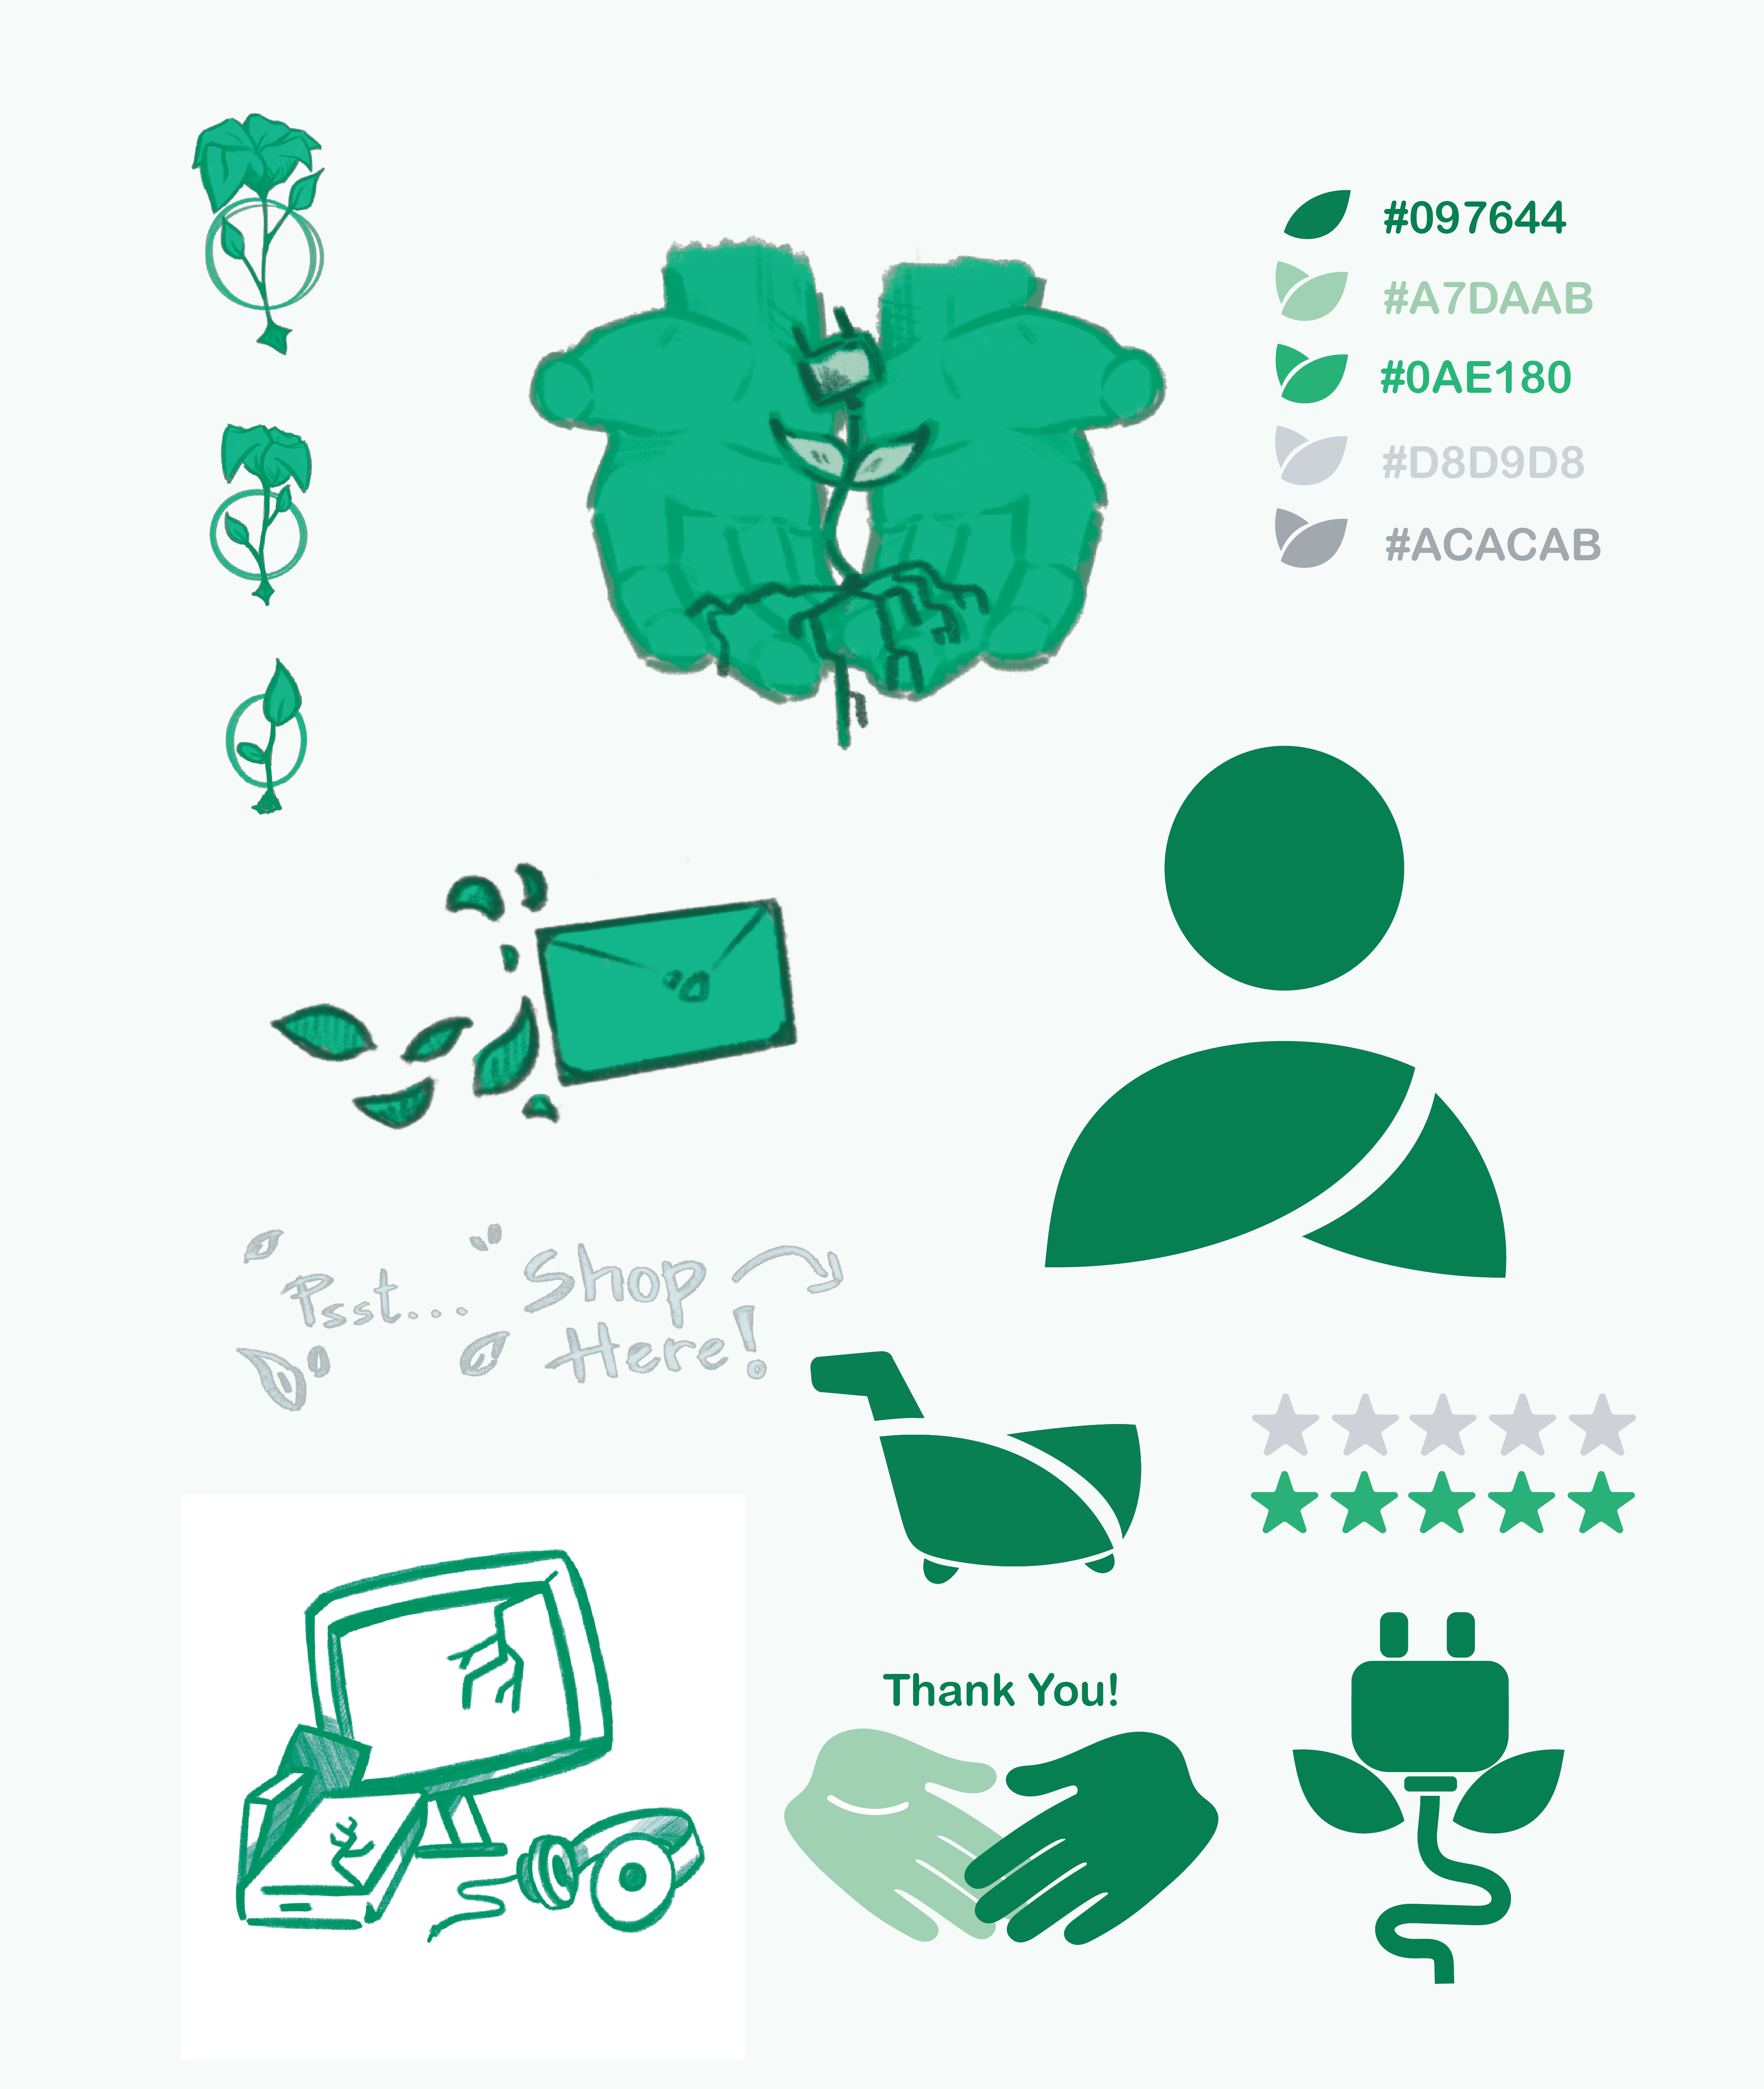 #097644
#A7DAAB
#0AE180
#D8D9D8
#ACACAB
Psst... Shop
Here!
Thank You!